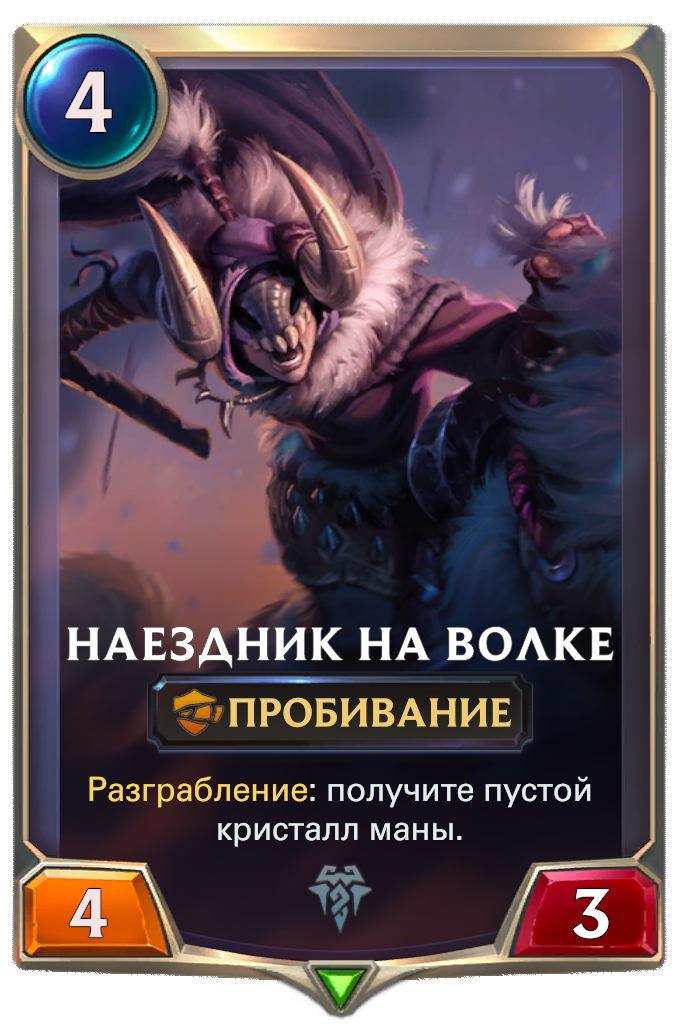 4
НАЕЗДНИК НА ВОЛКЕ
ПРОБИВАНИЕ
Разграбление: получите пустой
кристалл маны.
4
3